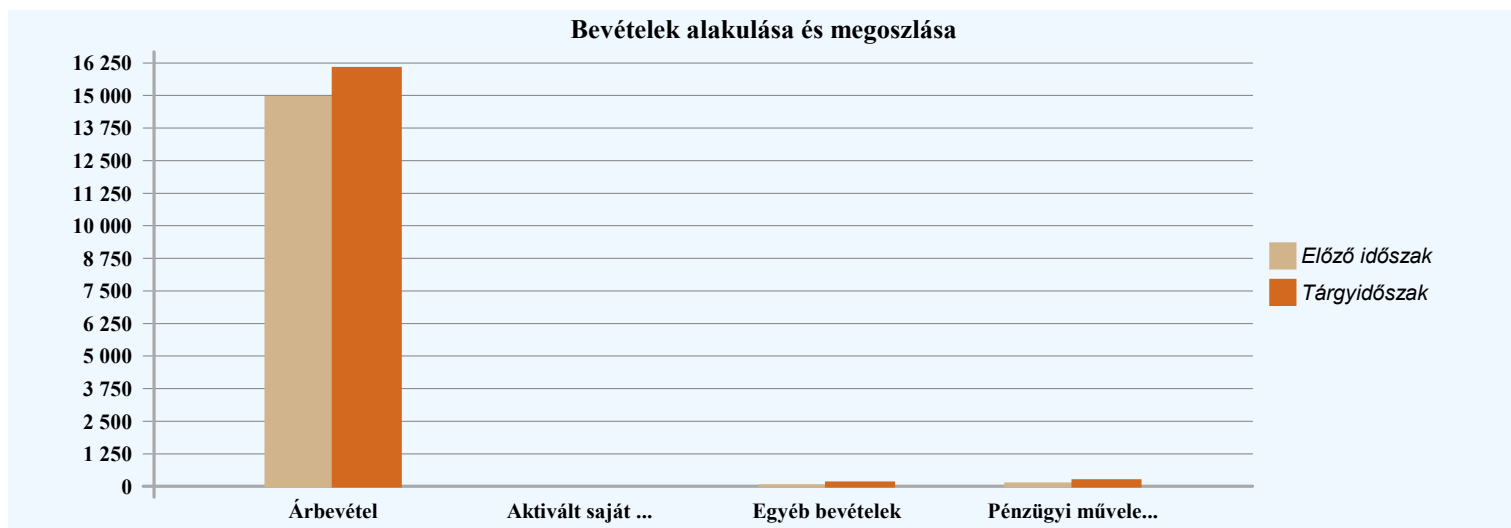 Bevételek alakulása és megoszlása
16 250
15 000
13 750
12 500
11 250
10 000
8 750
7 500
6 250
5 000
3 750
2 500
1 250
0
Árbevétel
Aktivált saját ...
Egyéb bevételek
Pénzügyi művele...
Előző időszak
Tárgyidőszak